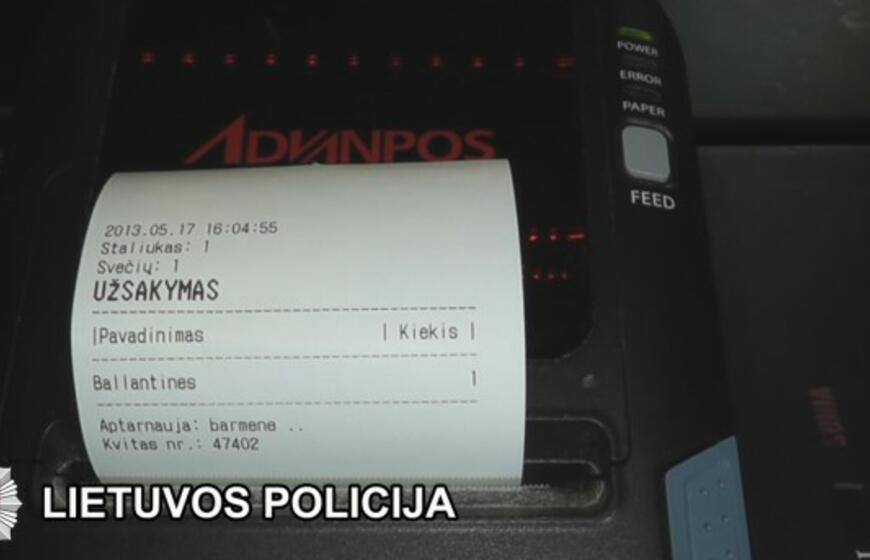 POWER
ERROR
PAPER
FEED
ADVANPOS
2013.05.17 16:04:55
Staliukas: 1
Svečių: 1
UŽSAKYMAS
|Pavadinimas | Kiekis |
Ballantines 1
Aptarnauja: barmenė ..
Kvitas nr.: 47402
LIETUVOS POLICIJA